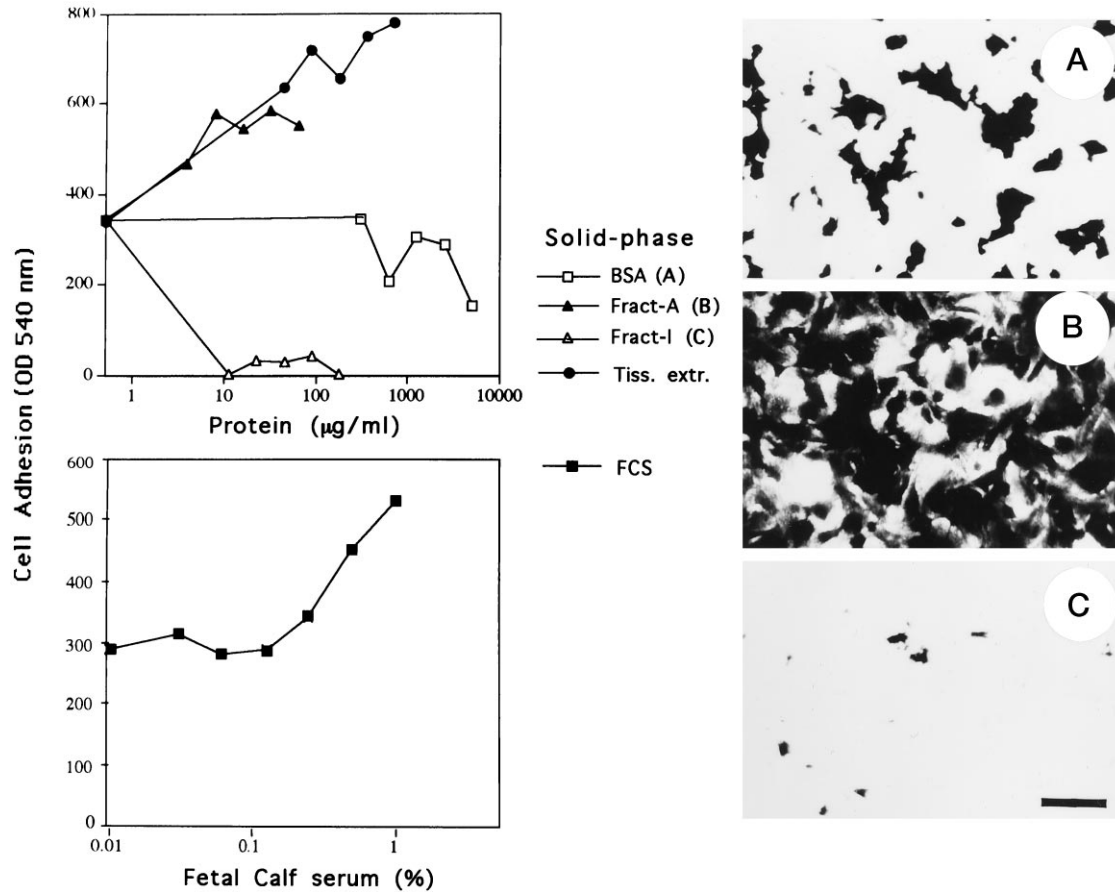 Cell Adhesion (OD 540 nm)
800
600
400
200
0
1
10
100
1000
10000
Protein (µg/ml)
600
500
400
300
200
100
0
0.01
0.1
1
Fetal Calf serum (%)
Solid-phase
BSA (A)
Fract-A (B)
Fract-I (C)
Tiss. extr.
FCS
A
B
C